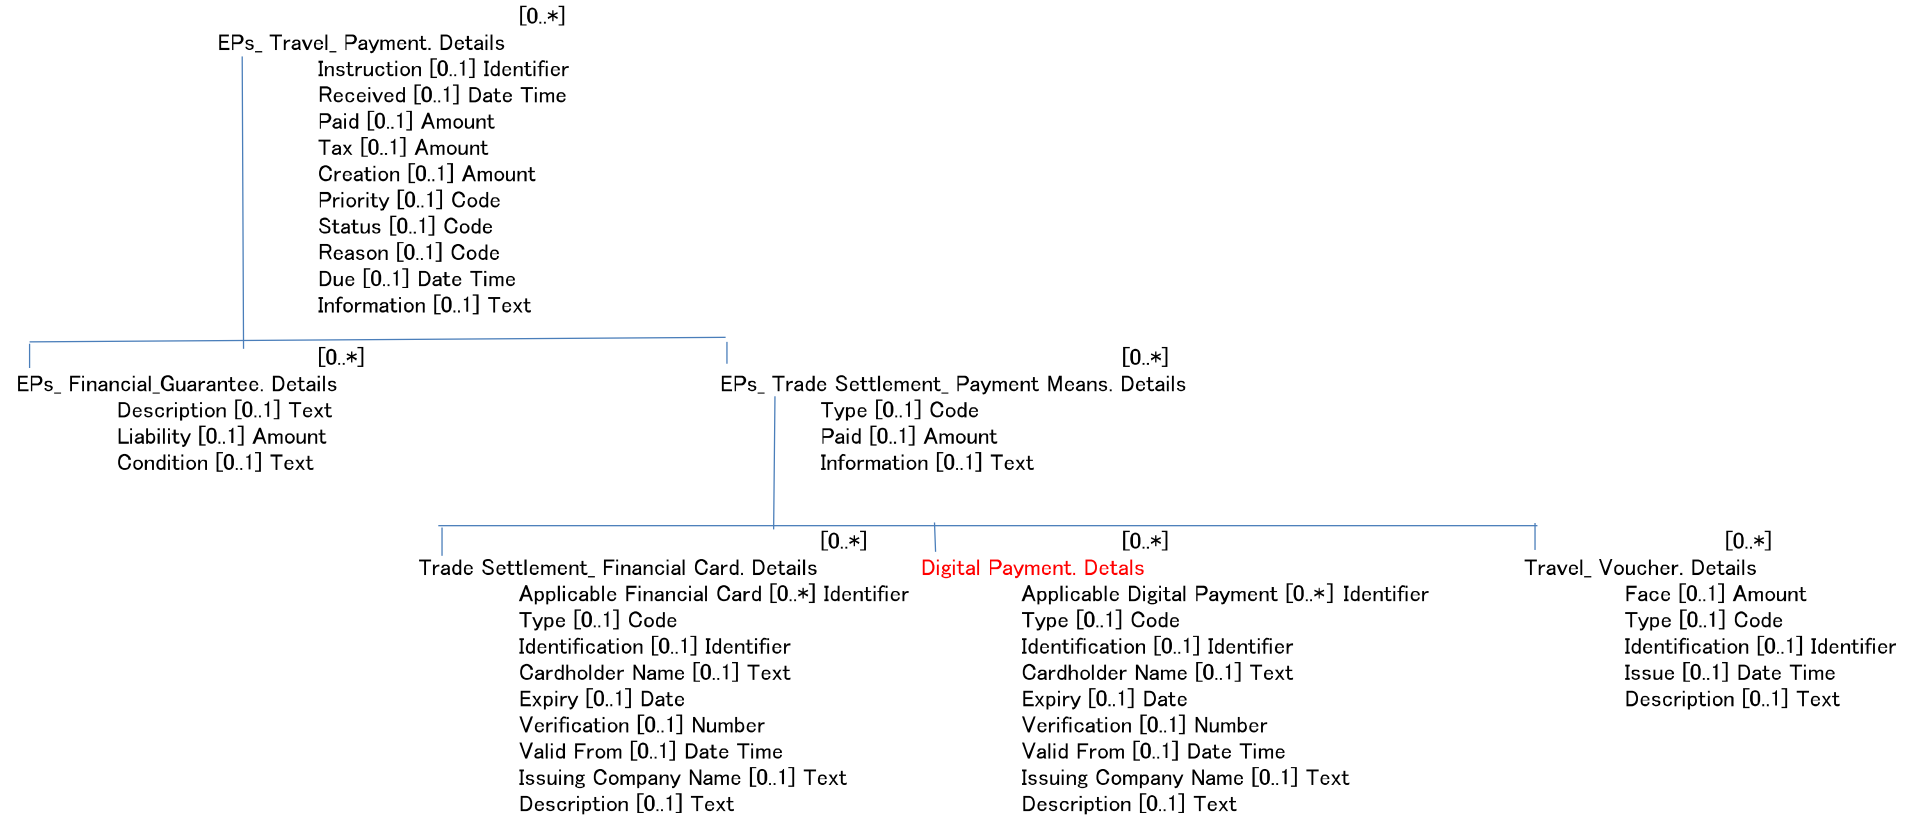 [0..*]
EPs_ Travel_ Payment. Details
Instruction [0..1] Identifier
Received [0..1] Date Time
Paid [0..1] Amount
Tax [0..1] Amount
Creation [0..1] Amount
Priority [0..1] Code
Status [0..1] Code
Reason [0..1] Code
Due [0..1] Date Time
Information [0..1] Text
[0..*]
EPs_ Financial_Guarantee. Details
Description [0..1] Text
Liability [0..1] Amount
Condition [0..1] Text
[0..*]
EPs_ Trade Settlement_ Payment Means. Details
Type [0..1] Code
Paid [0..1] Amount
Information [0..1] Text
[0..*]
Trade Settlement_ Financial Card. Details
Applicable Financial Card [0..*] Identifier
Type [0..1] Code
Identification [0..1] Identifier
Cardholder Name [0..1] Text
Expiry [0..1] Date
Verification [0..1] Number
Valid From [0..1] Date Time
Issuing Company Name [0..1] Text
Description [0..1] Text
[0..*]
Digital Payment. Detals
Applicable Digital Payment [0..*] Identifier
Type [0..1] Code
Identification [0..1] Identifier
Cardholder Name [0..1] Text
Expiry [0..1] Date
Verification [0..1] Number
Valid From [0..1] Date Time
Issuing Company Name [0..1] Text
Description [0..1] Text
[0..*]
Travel_ Voucher. Details
Face [0..1] Amount
Type [0..1] Code
Identification [0..1] Identifier
Issue [0..1] Date Time
Description [0..1] Text